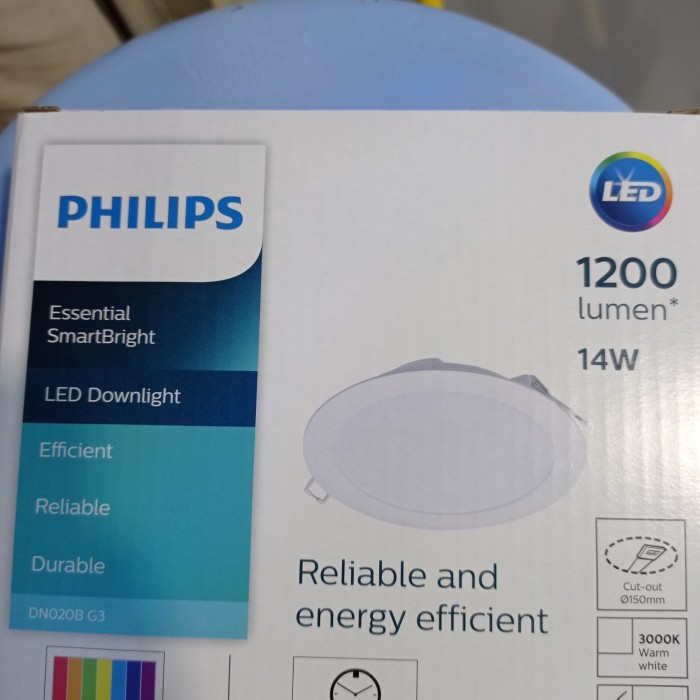 PHILIPS
Essential
SmartBright
LED Downlight
Efficient
Reliable
Durable
DN020B G3
LED
1200
lumen*
14W
Reliable and
energy efficient
Cut-out
Ø150mm
3000K
Warm
white